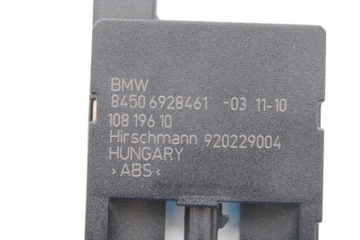 BMW
8450 6928461 -03 11-10
108 196 10
Hirschmann 920229004
HUNGARY
>ABS<